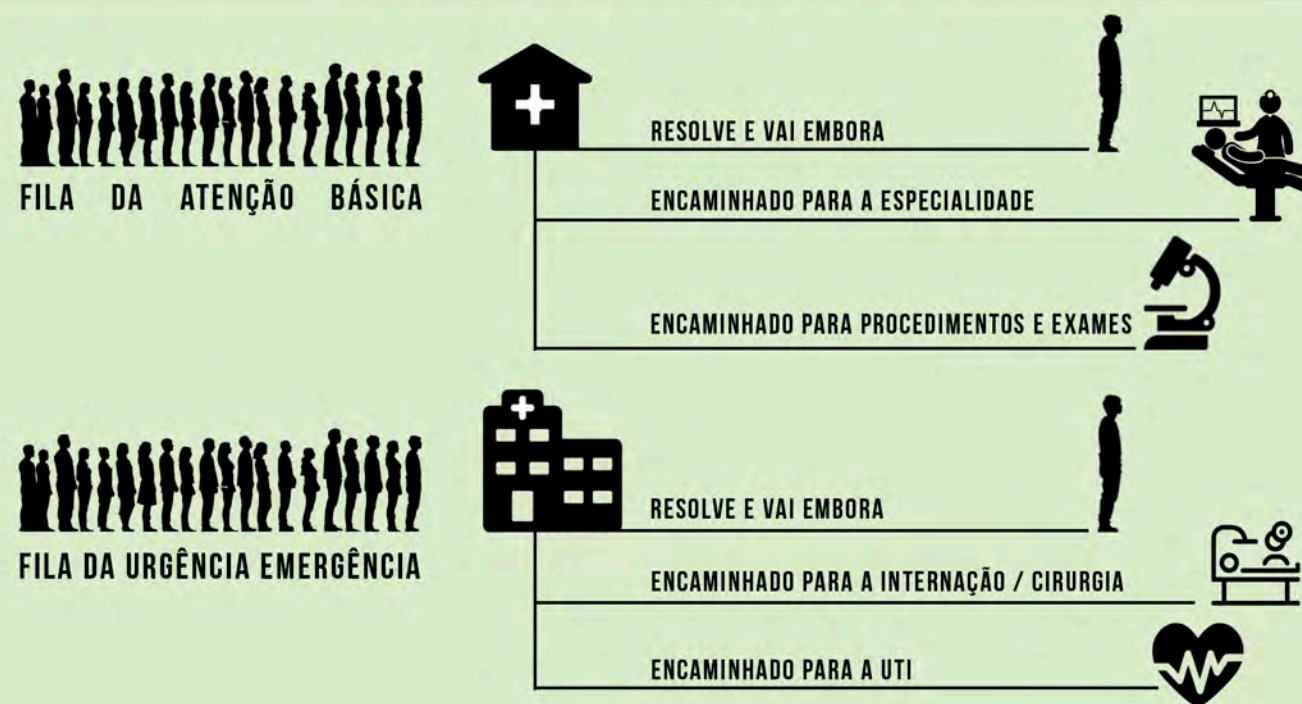 FILA DA ATENÇÃO BÁSICA
RESOLVE E VAI EMBORA
ENCAMINHADO PARA A ESPECIALIDADE
ENCAMINHADO PARA PROCEDIMENTOS E EXAMES
FILA DA URGÊNCIA EMERGÊNCIA
RESOLVE E VAI EMBORA
ENCAMINHADO PARA A INTERNAÇÃO / CIRURGIA
ENCAMINHADO PARA A UTI